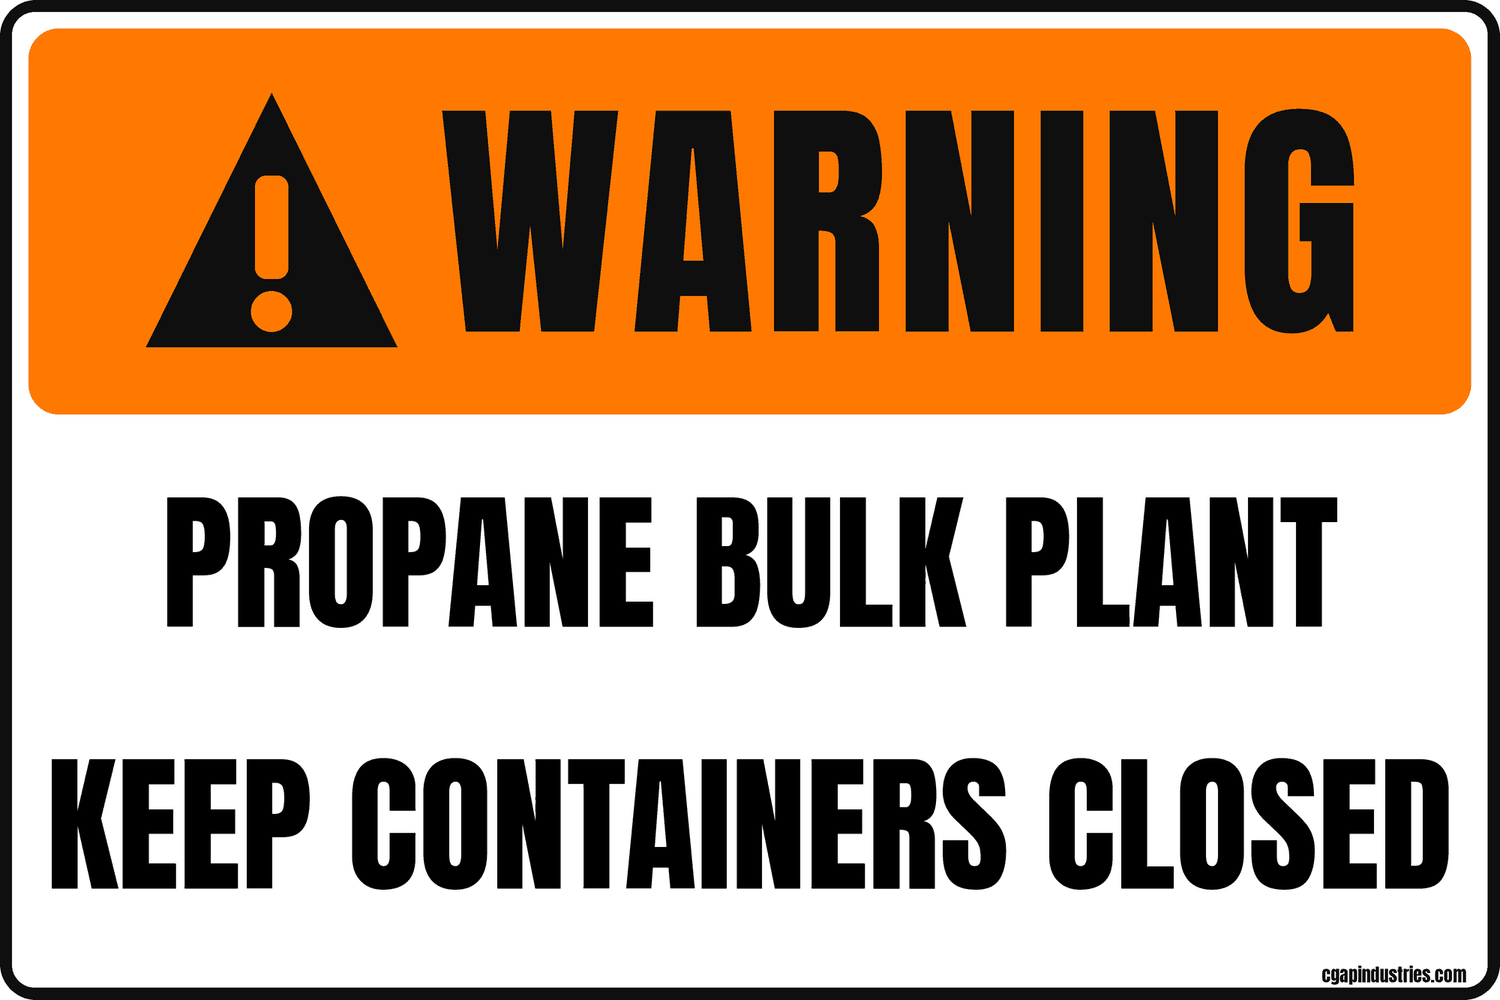 WARNING
PROPANE BULK PLANT
KEEP CONTAINERS CLOSED
cgapindustries.com